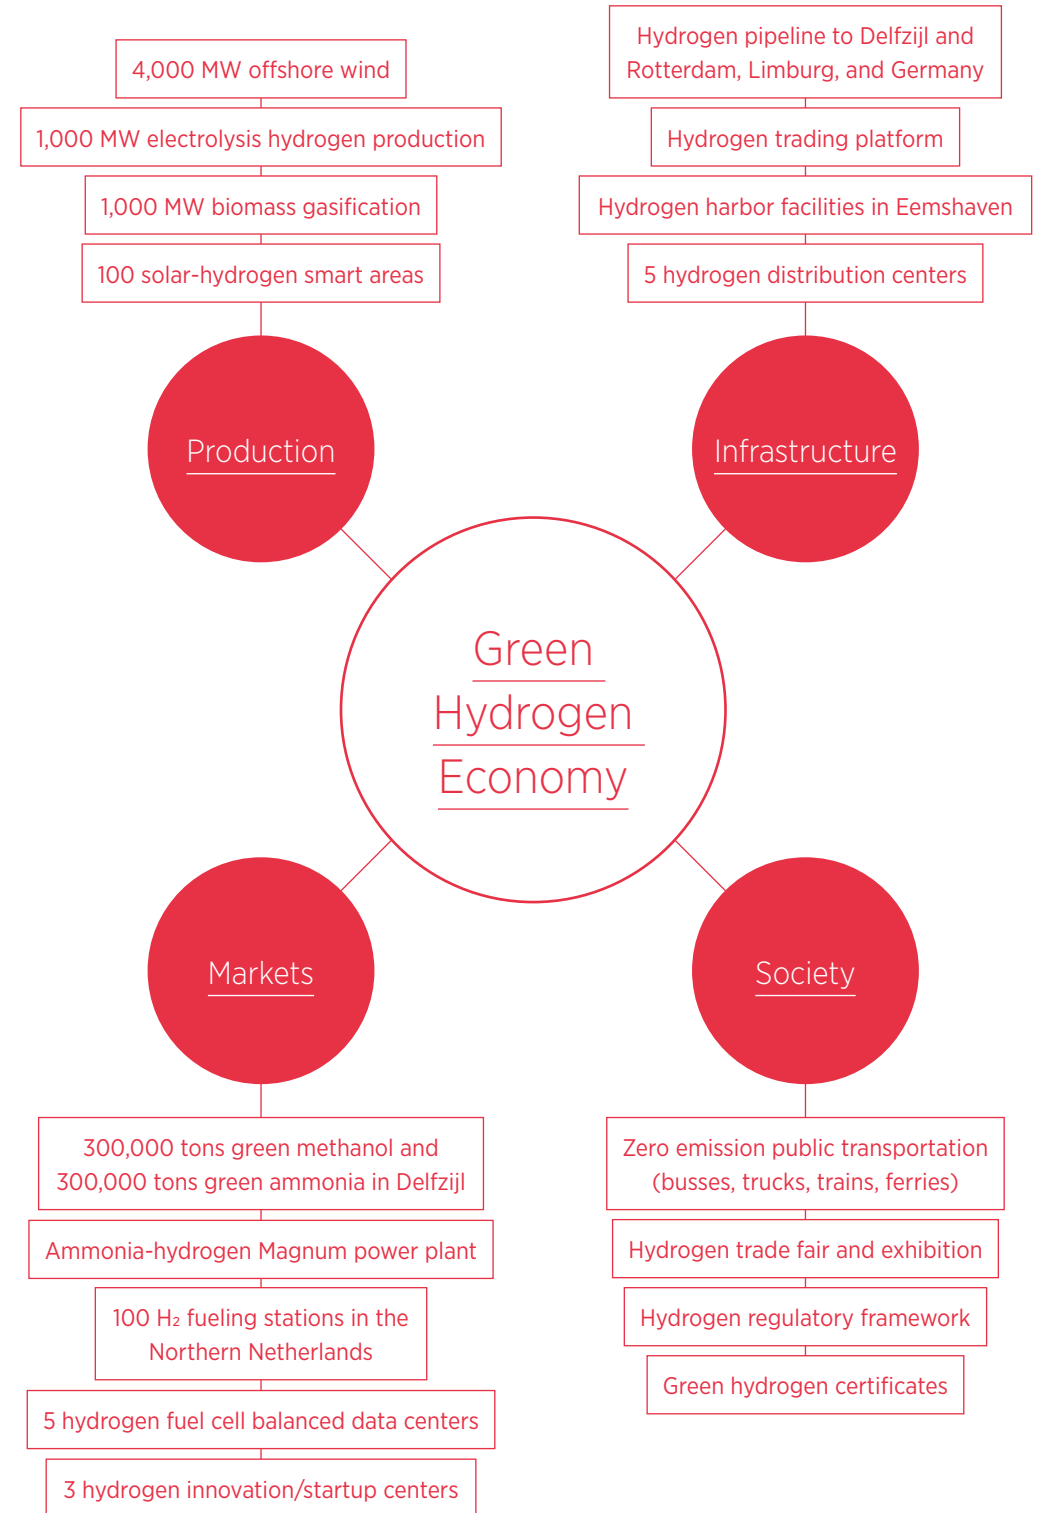 4,000 MW offshore wind
1,000 MW electrolysis hydrogen production
1,000 MW biomass gasification
100 solar-hydrogen smart areas
Production
Hydrogen pipeline to Delfzijl and
Rotterdam, Limburg, and Germany
Hydrogen trading platform
Hydrogen harbor facilities in Eemshaven
5 hydrogen distribution centers
Infrastructure
Green
Hydrogen
Economy
Markets
300,000 tons green methanol and
300,000 tons green ammonia in Delfzijl
Ammonia-hydrogen Magnum power plant
100 H₂ fueling stations in the
Northern Netherlands
5 hydrogen fuel cell balanced data centers
3 hydrogen innovation/startup centers
Society
Zero emission public transportation
(busses, trucks, trains, ferries)
Hydrogen trade fair and exhibition
Hydrogen regulatory framework
Green hydrogen certificates